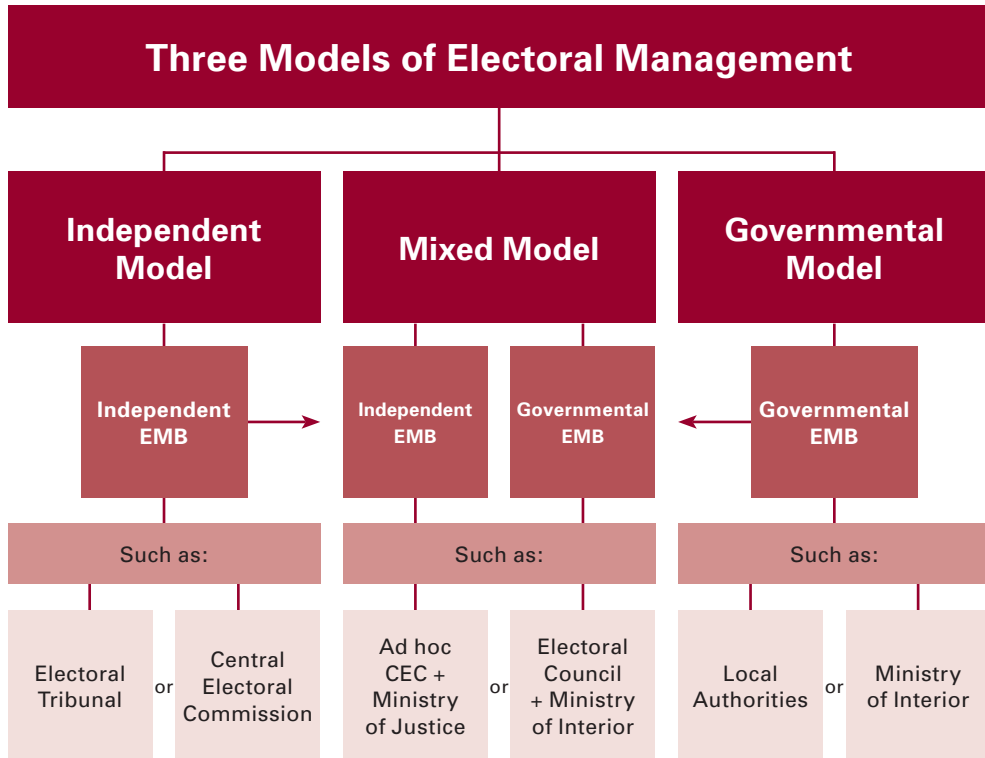 Three Models of Electoral Management
Independent
Model
Mixed Model
Governmental
Model
Independent
EMB
Independent
EMB
Governmental
EMB
Governmental
EMB
Such as:
Such as:
Such as:
Electoral
Tribunal
or
Central
Electoral
Commission
Ad hoc
CEC +
Ministry
of Justice
or
Electoral
Council
+ Ministry
of Interior
Local
Authorities
or
Ministry
of Interior